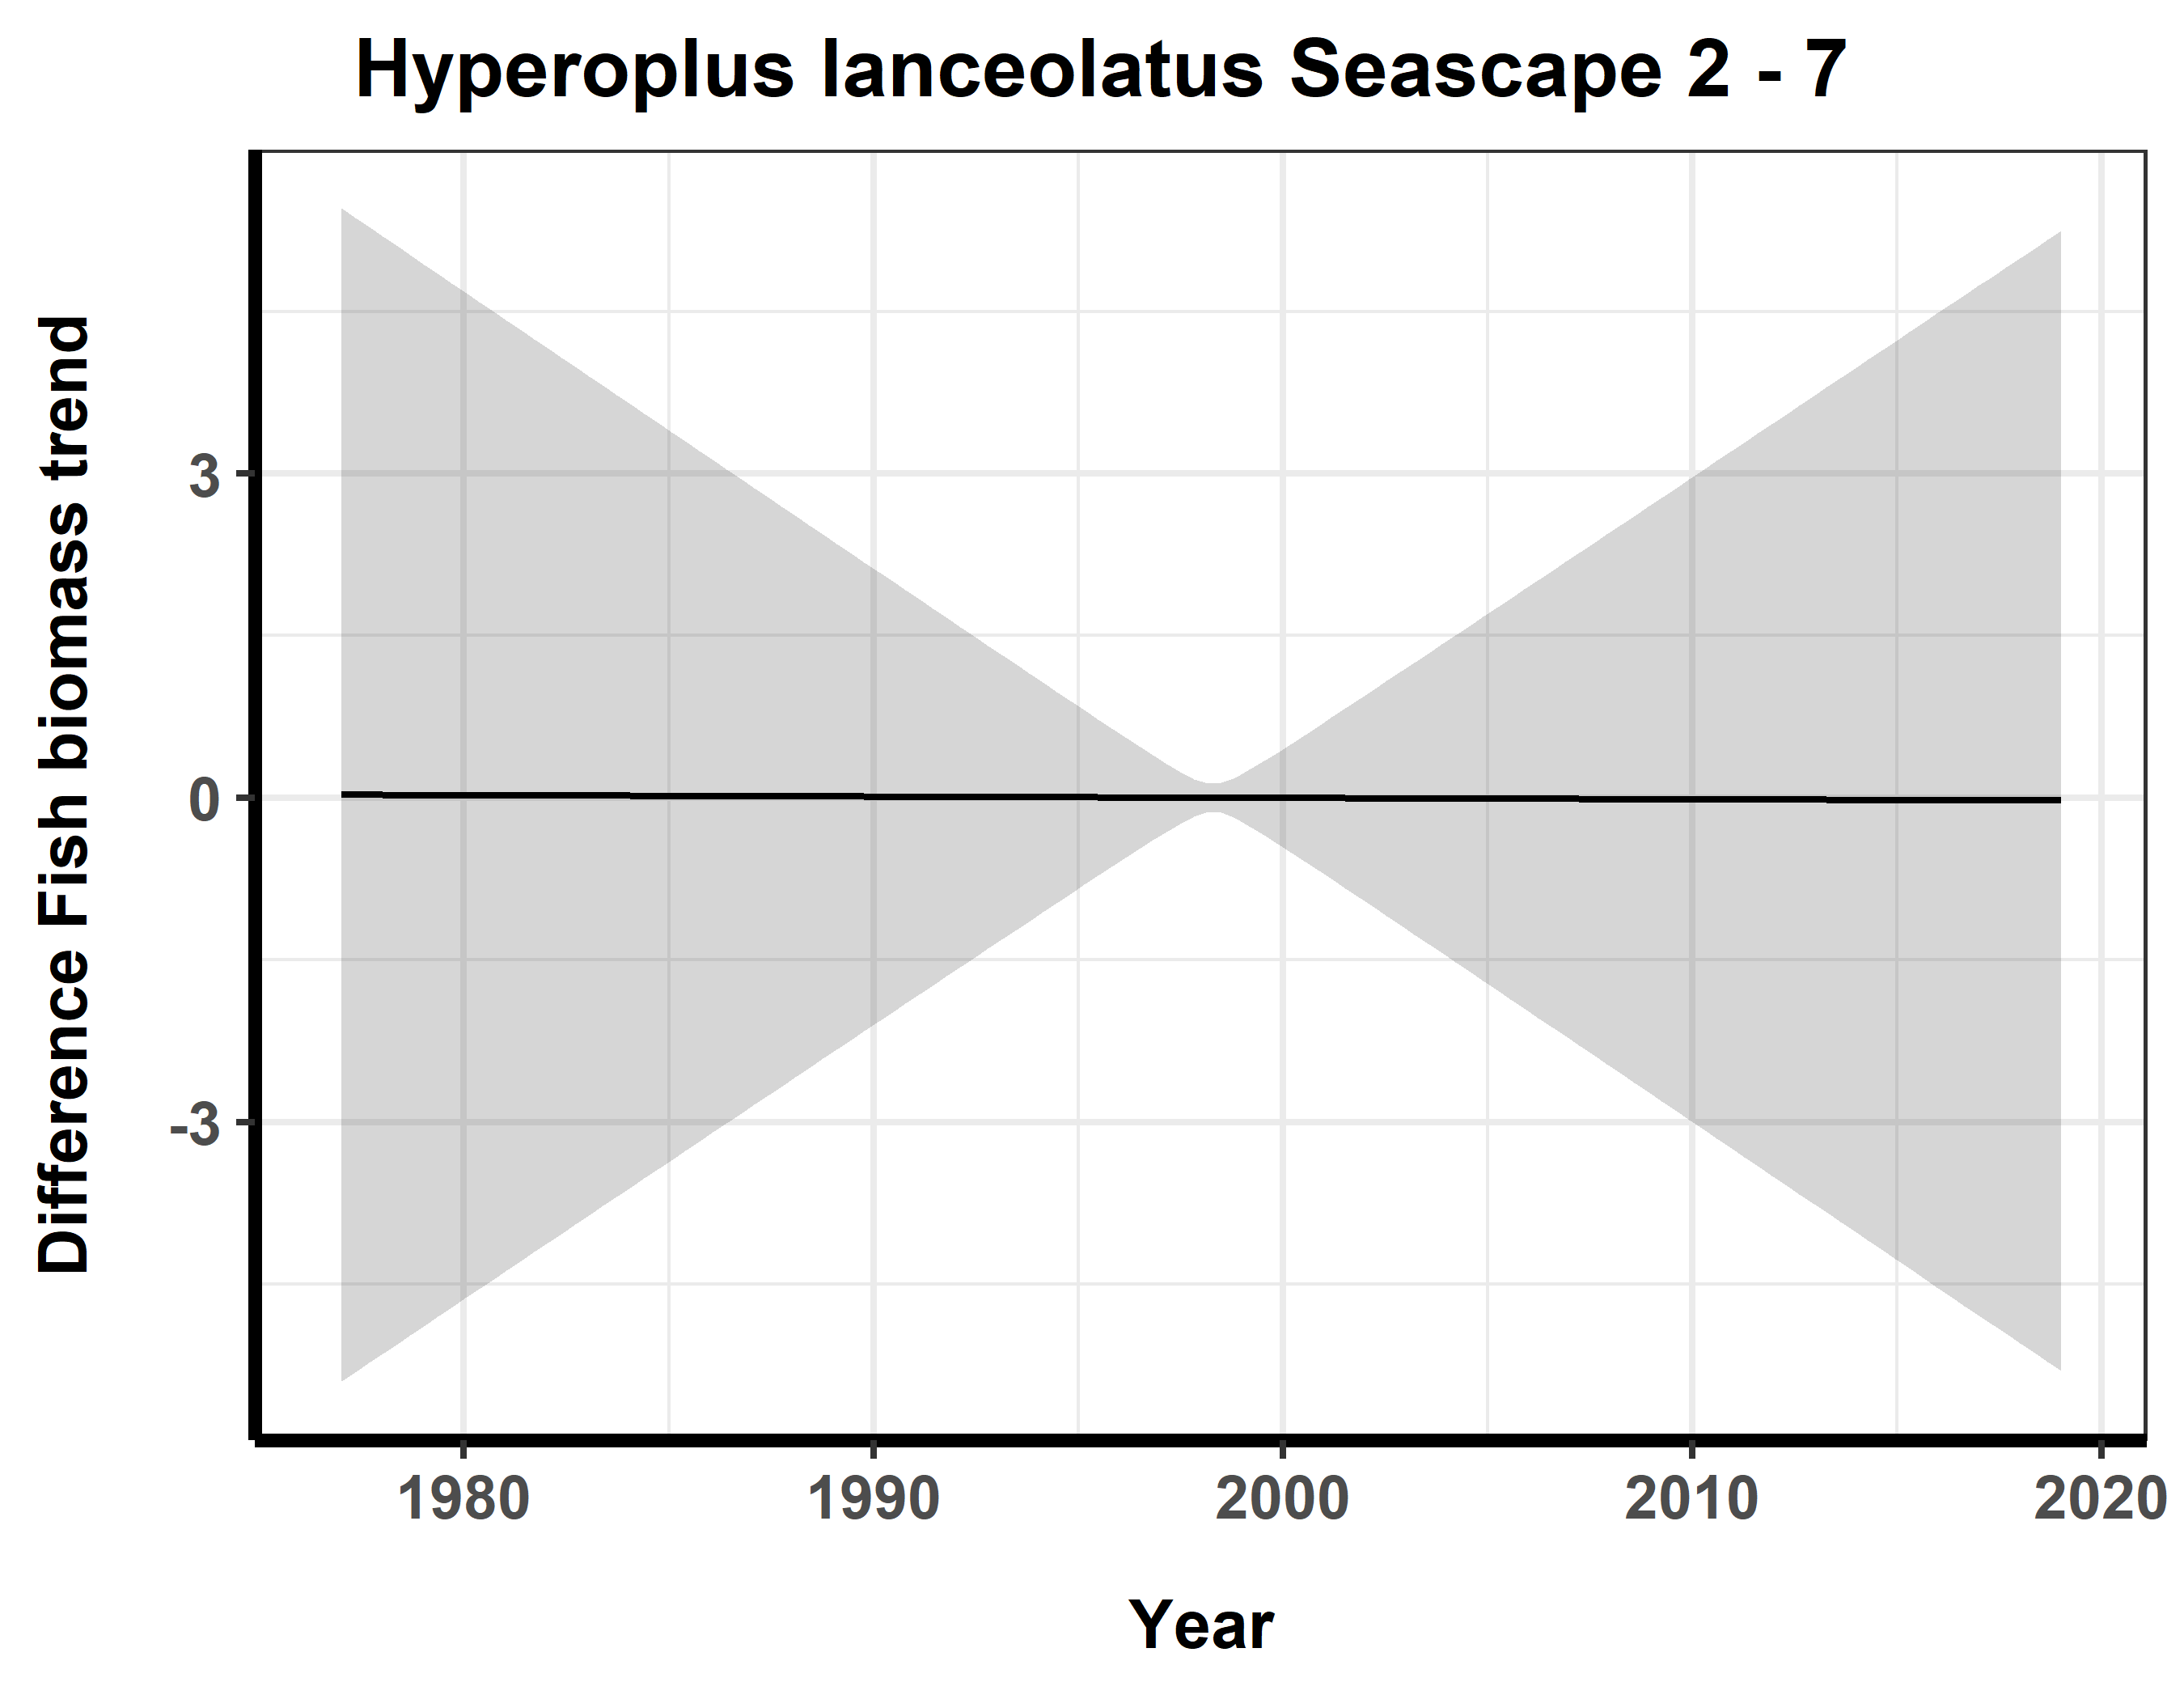 Hyperoplus lanceolatus Seascape 2 - 7
Difference Fish biomass trend
3
0
-3
1980 1990 2000 2010 2020
Year